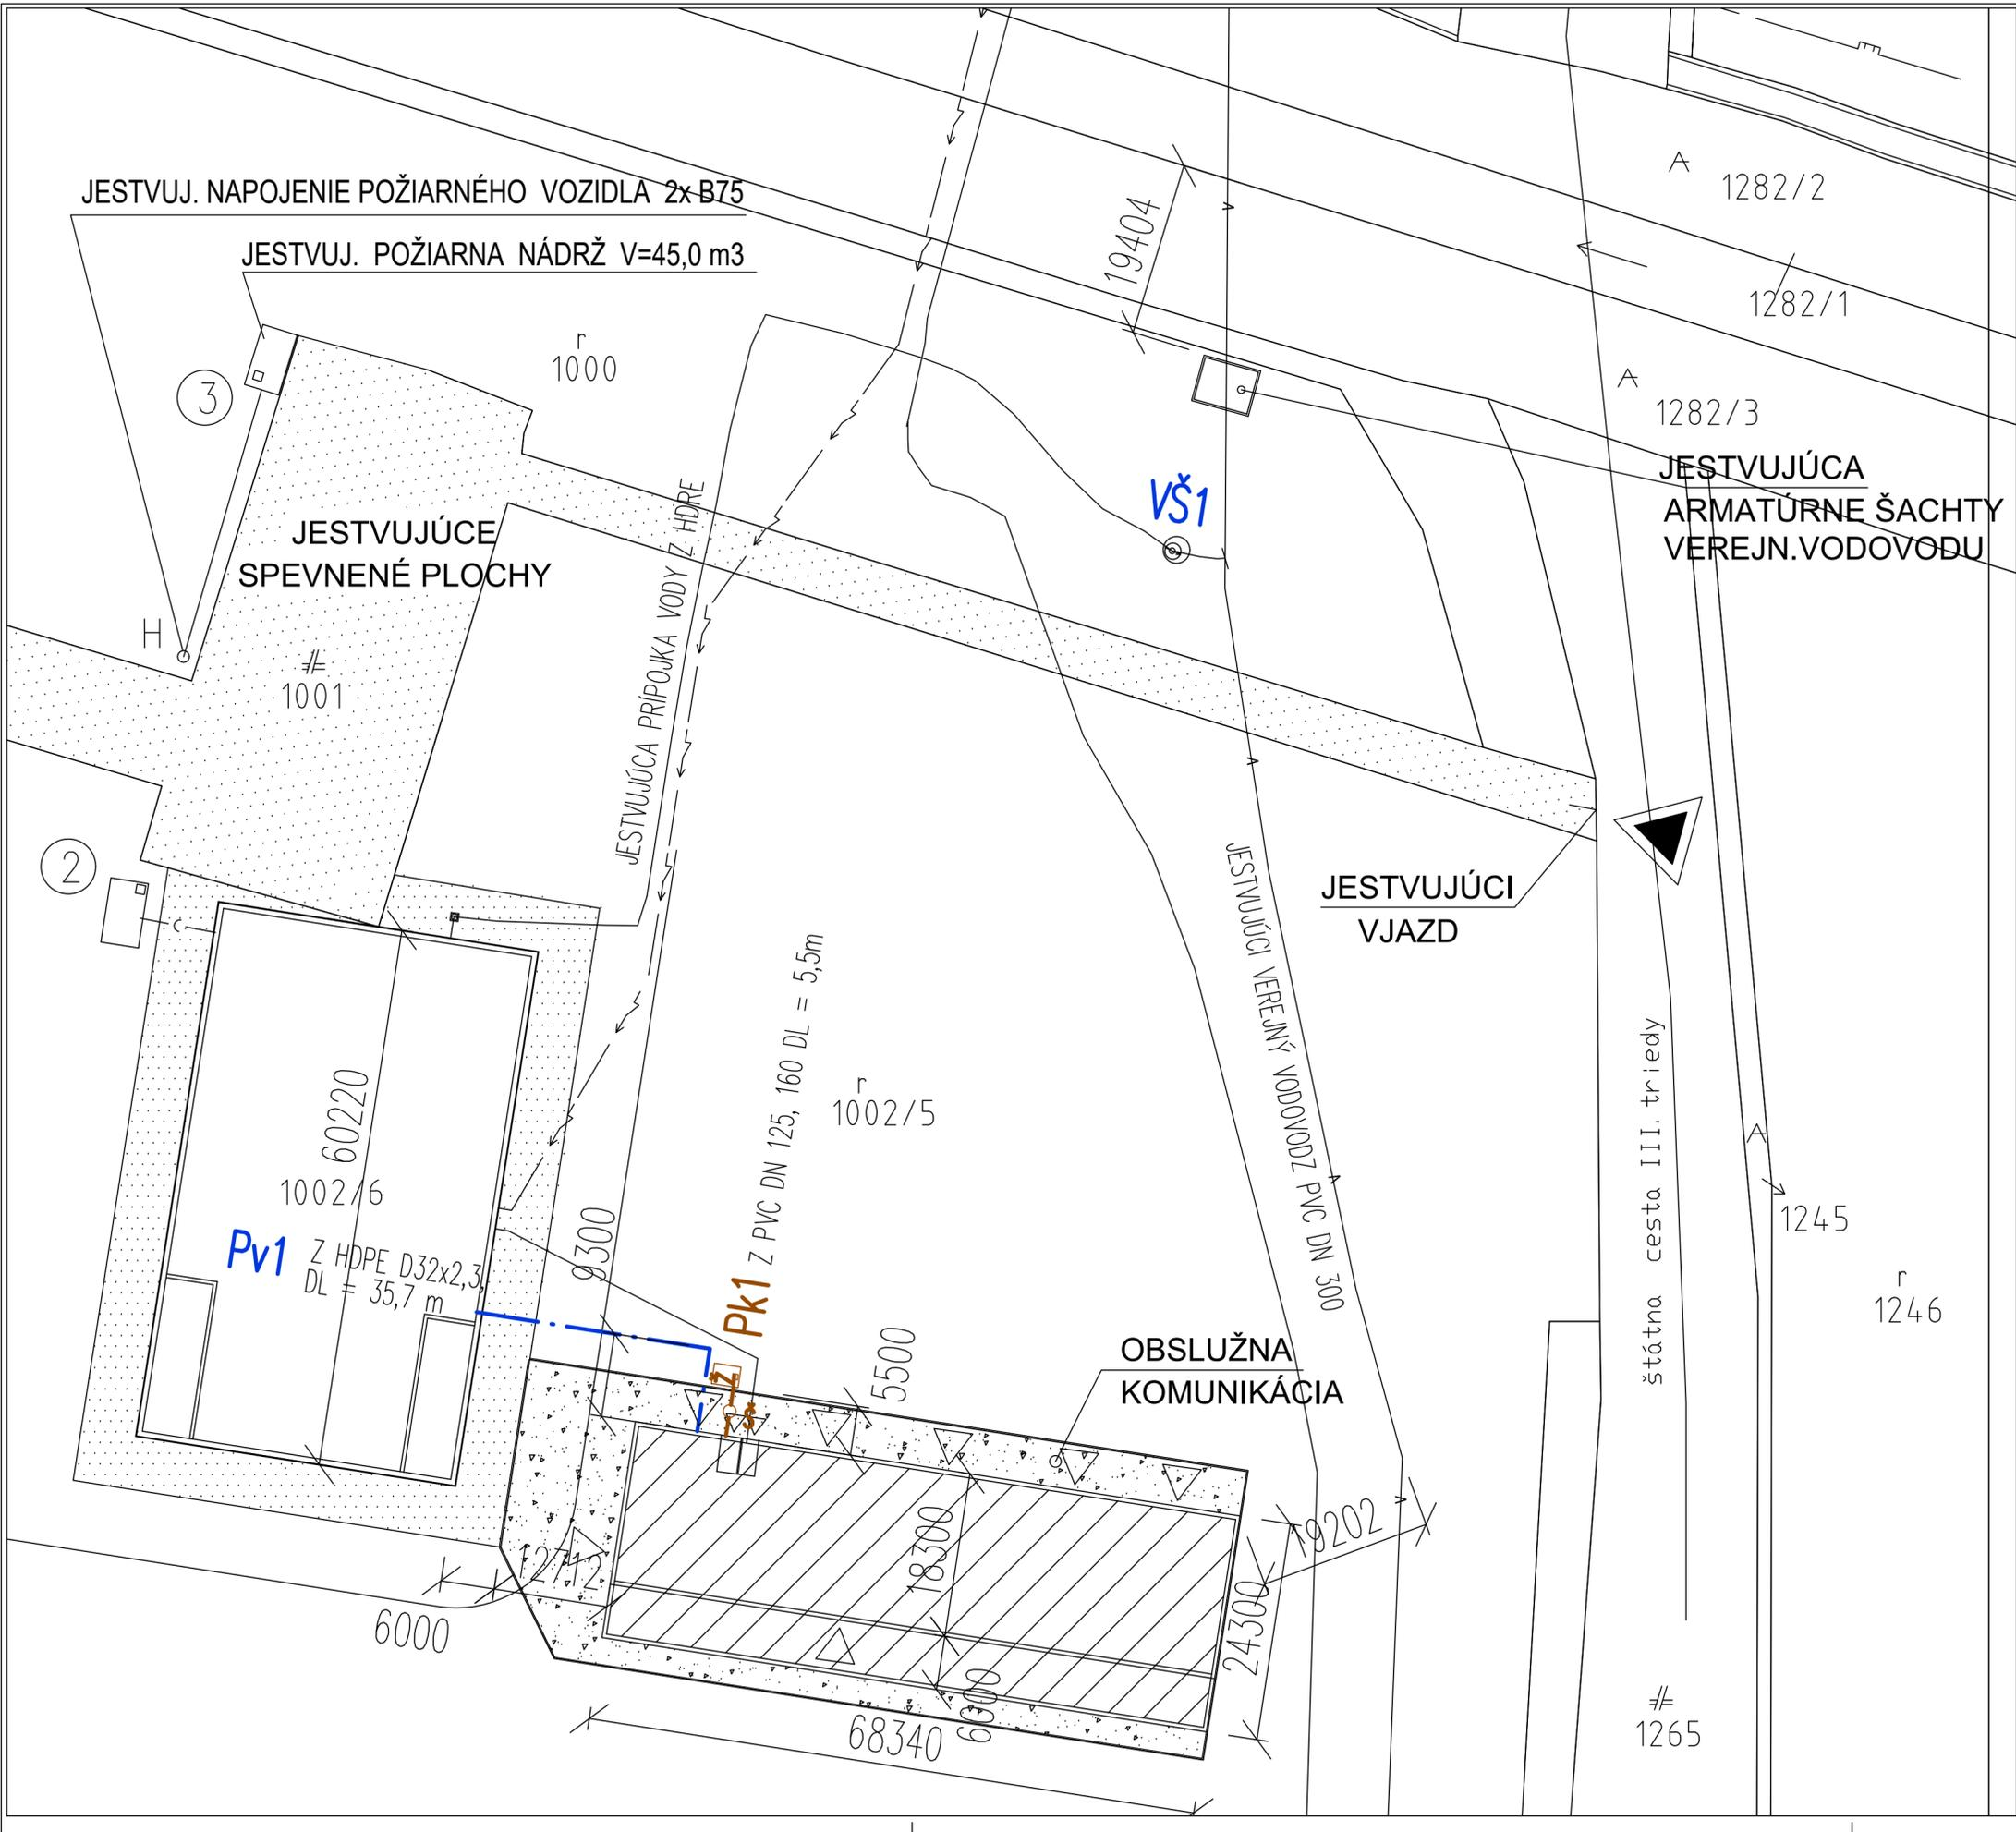 JESTVUJ. NAPOJENIE POŽIARNÉHO VOZIDLA 2x B75
JESTVUJ. POŽIARNA NÁDRŽ V=45,0 m3
3
r
1000
19404
1282/2
1282/1
1282/3
JESTVUJÚCA
ARMATÚRNE ŠACHTY
VEREJN.VODOVODU
VŠ1
JESTVUJÚCE
SPEVNENÉ PLOCHY
H
1001
JESTVUJÚCA PRÍPOJKA VODY Z HDPE
2
JESTVUJÚCI
VJAZD
JESTVUJÚCI VEREJNÝ VODOVODZ PVC DN 300
60220
1002/6
Pv1 Z HDPE D32x2,3,
DL = 35,7 m
9300
Pk1 Z PVC DN 125, 160 DL = 5,5m
r
1002/5
štátna cesta III. triedy
1245
r
1246
OBSLUŽNA
KOMUNIKÁCIA
5500
Ž
Š
12712
6000
18300
19202
24300
6000
68340
1265